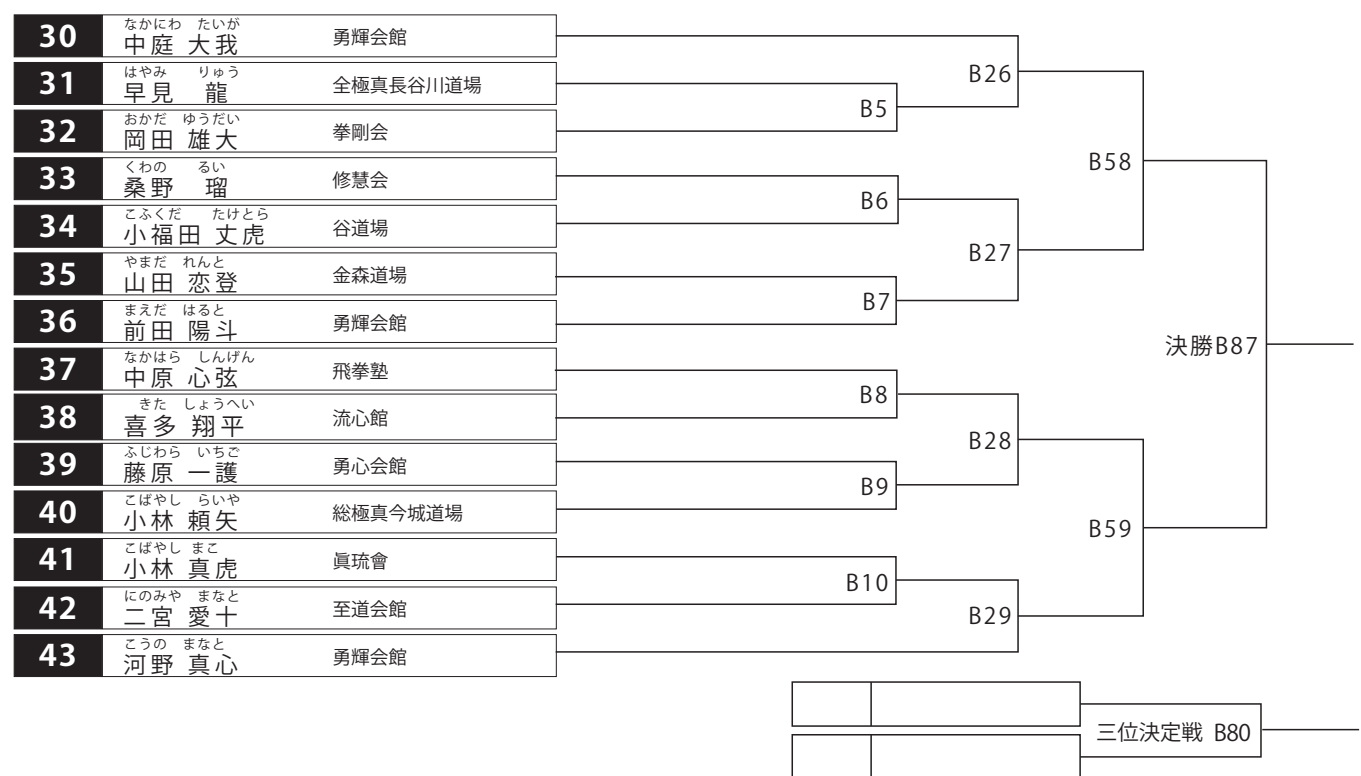 なかにわ たいが
30 中庭 大我 勇輝会館
はやみ りゅう
31 早見 龍 全極真長谷川道場
B26
B5
おかだ ゆうだい
32 岡田 雄大 拳剛会
B58
くわの るい
33 桑野 瑠 修慧会
B6
こふくだ たけとら
34 小福田 丈虎 谷道場
B27
やまだ れんと
35 山田 恋登 金森道場
B7
まえだ はると
36 前田 陽斗 勇輝会館
決勝B87
なかはら しんげん
37 中原 心弦 飛拳塾
B8
きた しょうへい
38 喜多 翔平 流心館
B28
ふじわら いちご
39 藤原 一護 勇心会館
B9
こばやし らいや
40 小林 頼矢 総極真今城道場
B59
こばやし まこ
41 小林 真虎 眞琉會
B10
にのみや まなと
42 二宮 愛十 至道会館
B29
こうの まなと
43 河野 真心 勇輝会館
三位決定戦 B80